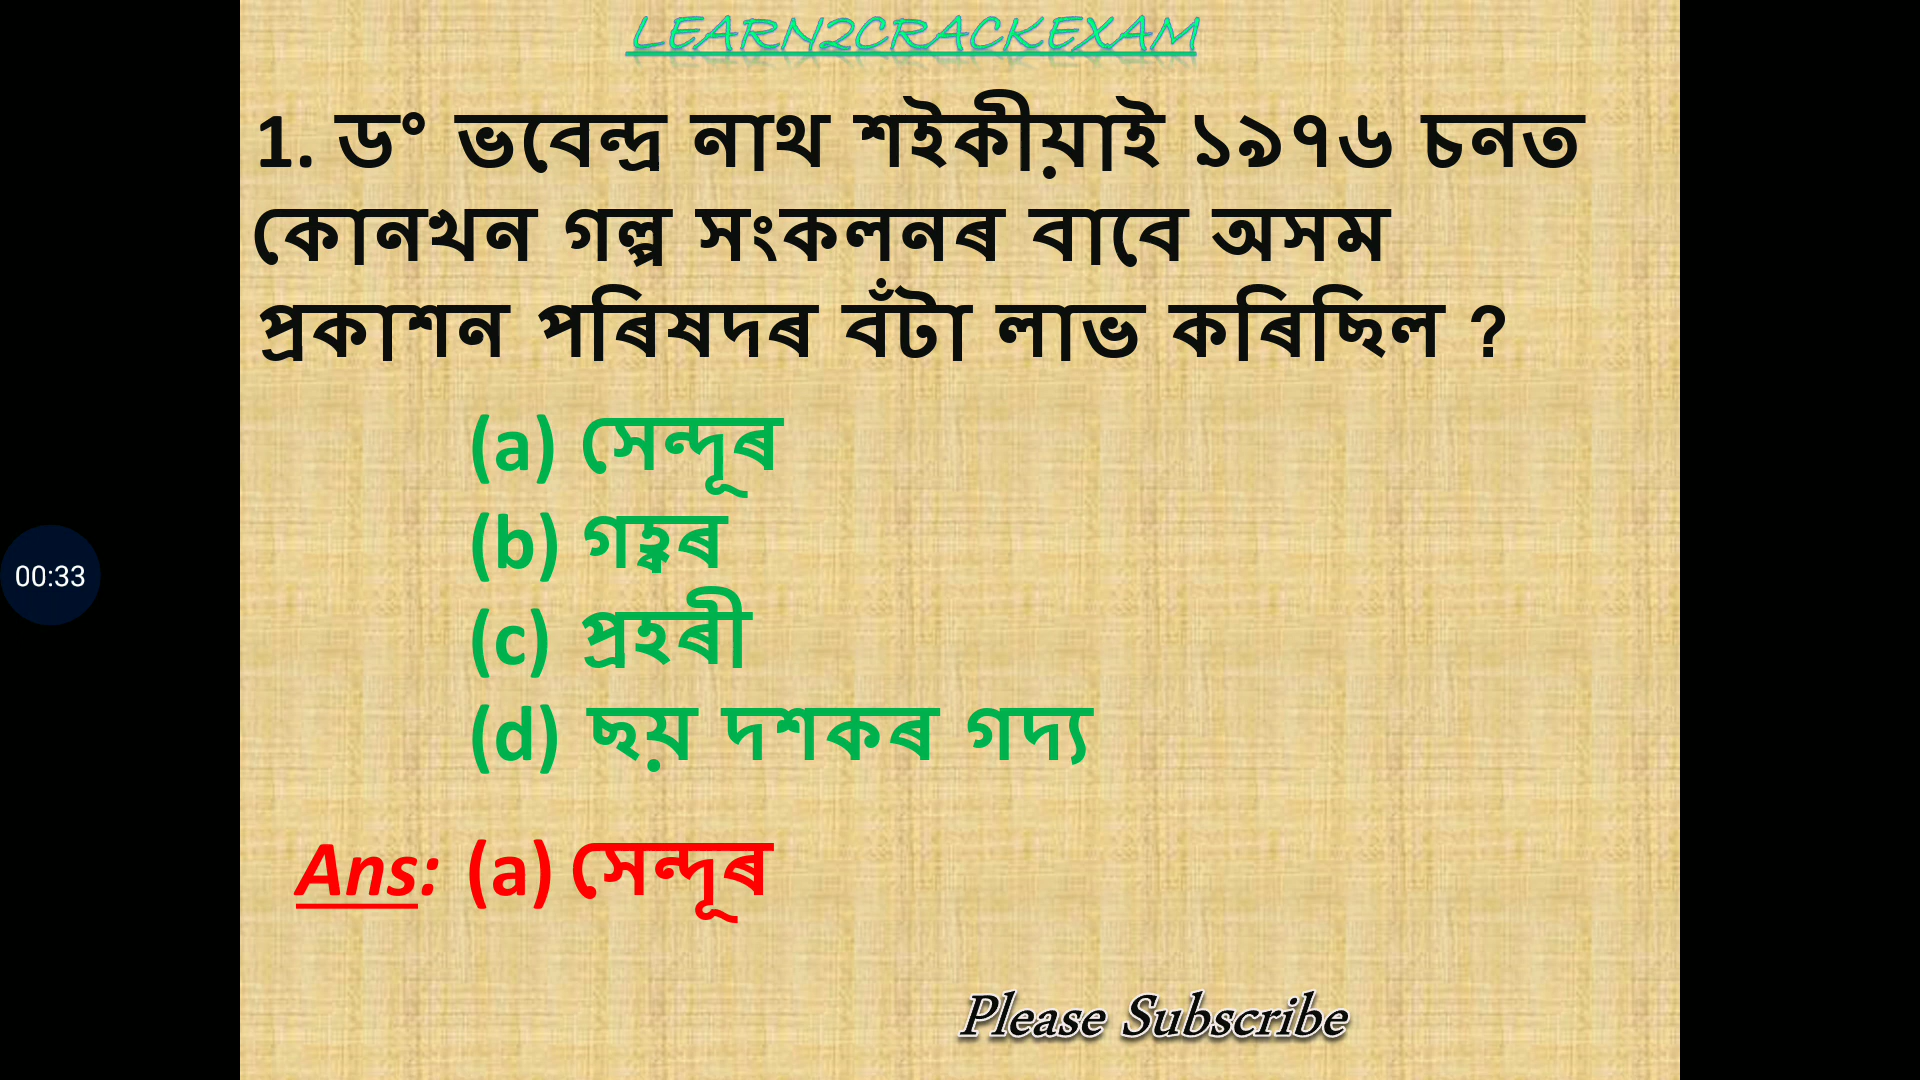 LEARN2CRACKEXAM
1. ড° ভবেন্দ্ৰ নাথ শইকীয়াই ১৯৭৬ চনত
কোনখন গল্প সংকলনৰ বাবে অসম
প্ৰকাশন পৰিষদৰ বঁটা লাভ কৰিছিল ?
(a) সেন্দূৰ
(b) গহ্বৰ
(c) প্ৰহৰী
(d) ছয় দশকৰ গদ্য
00:33
Ans: (a) সেন্দূৰ
Please Subscribe